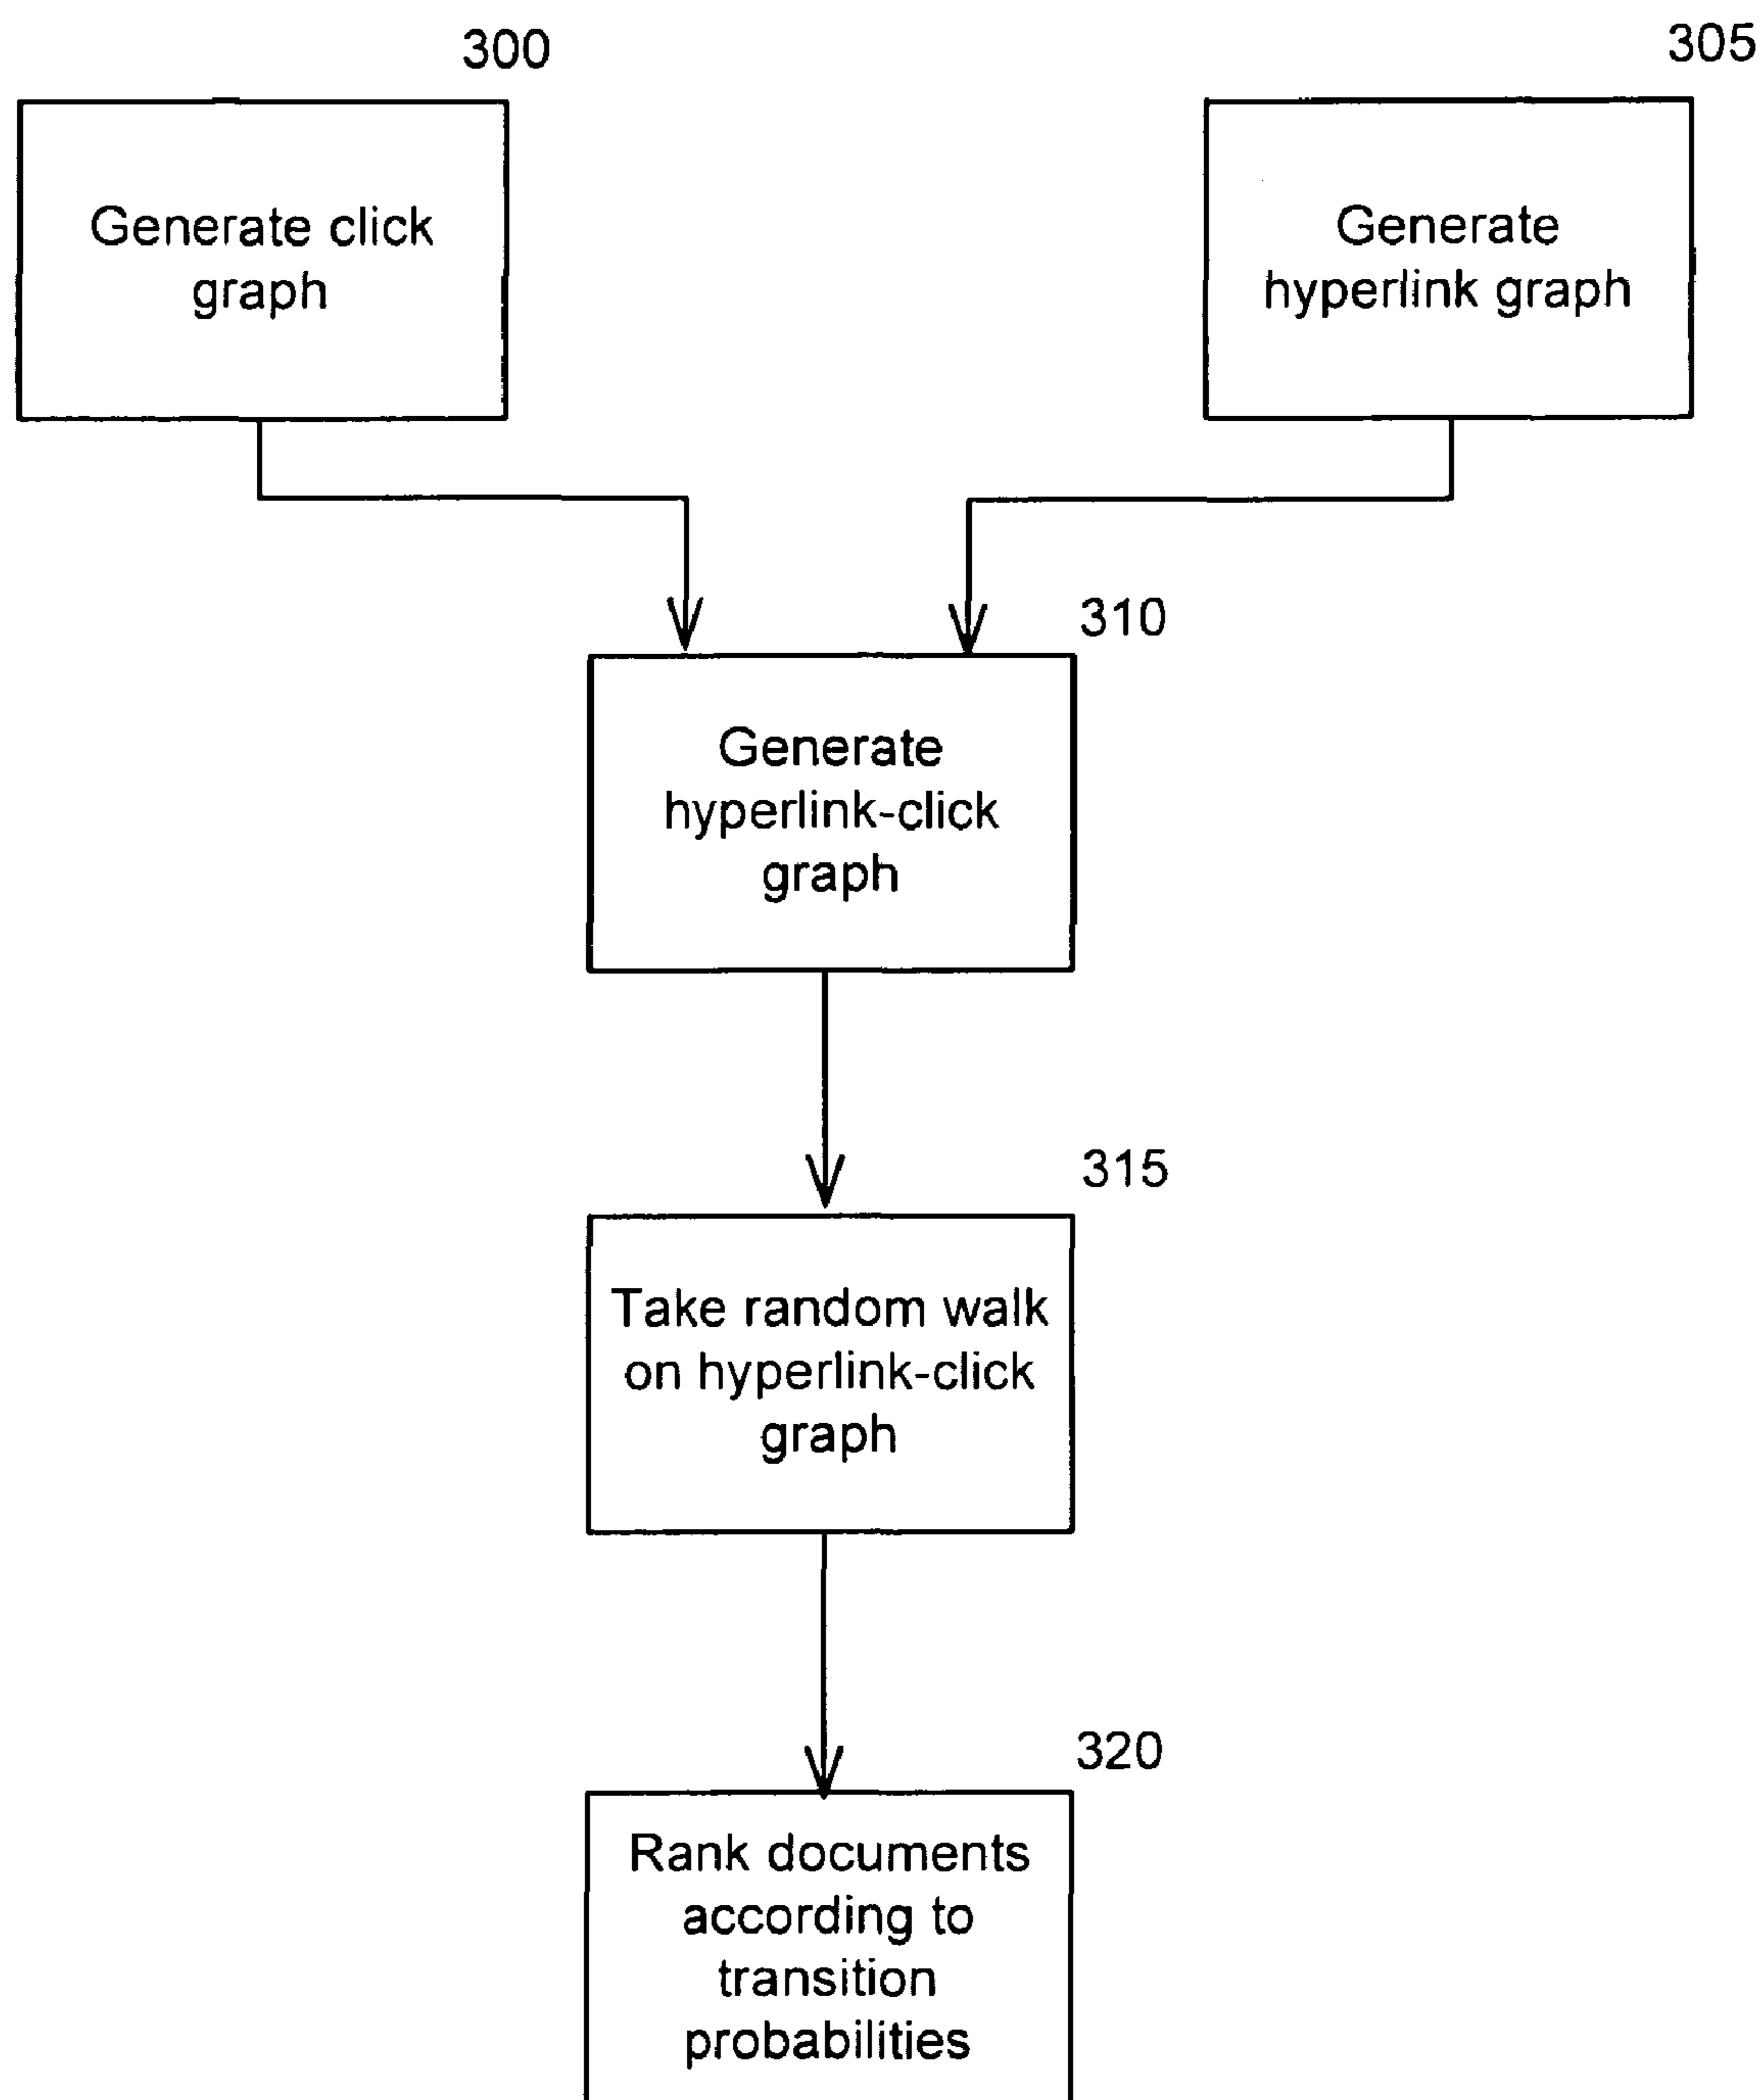 300
305
Generate click
graph
Generate
hyperlink graph
310
Generate
hyperlink-click
graph
315
Take random walk
on hyperlink-click
graph
320
Rank documents
according to
transition
probabilities